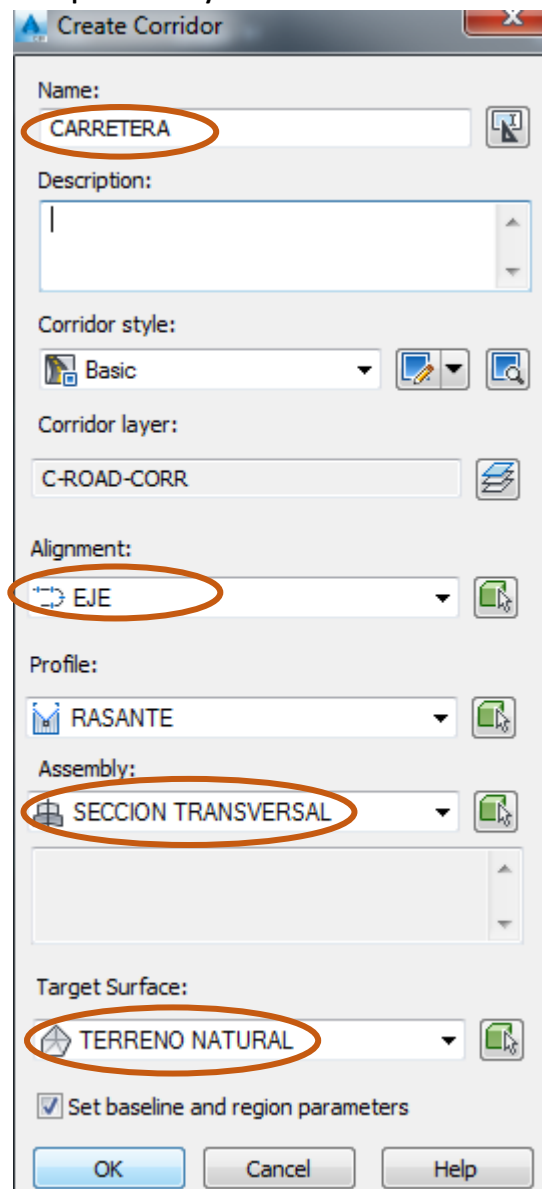 Create Corridor
Name:
CARRETERA
Description:
Corridor style:
Basic
Corridor layer:
C-ROAD-CORR
Alignment:
EJE
Profile:
RASANTE
Assembly:
SECCION TRANSVERSAL
Target Surface:
TERRENO NATURAL
Set baseline and region parameters
OK Cancel Help